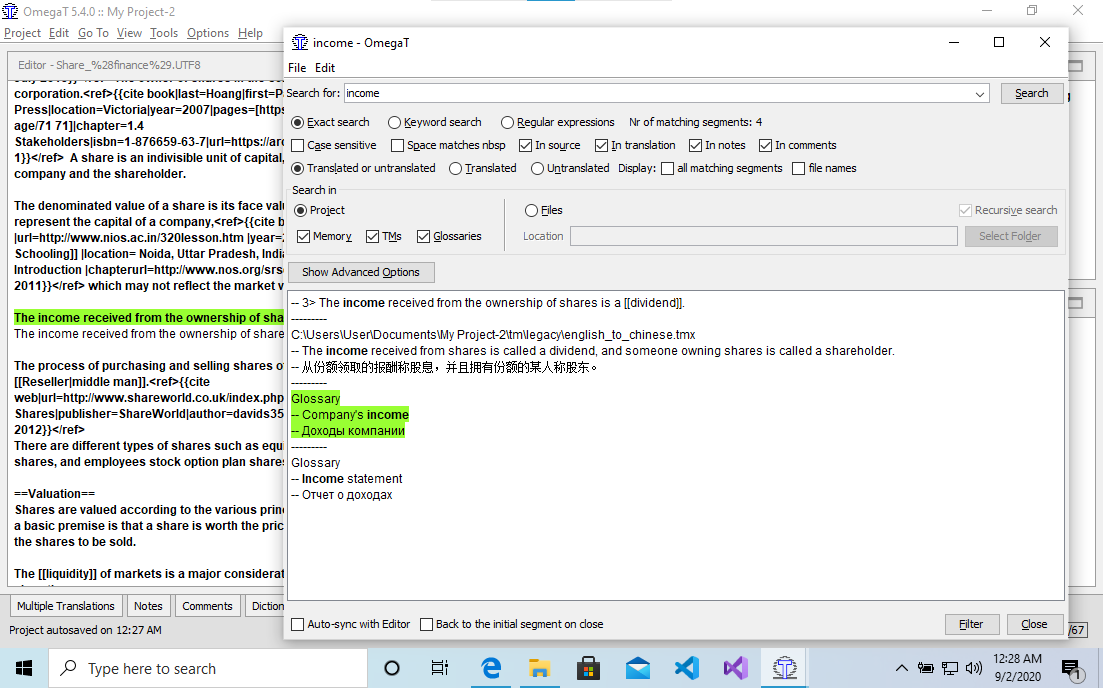 OmegaT 5.4.0 :: My Project-2
Project Edit Go To View Tools Options Help
Editor - Share_%28finance%29.UTF8
corporation.<ref>{{cite book|last=Hoang|first=P
Press|location=Victoria|year=2007|pages=[https
age/71 71]|chapter=1.4
Stakeholders|isbn=1-876659-63-7|url=https://arc
1}}</ref>  A share is an indivisible unit of capital,
company and the shareholder.
The denominated value of a share is its face valu
represent the capital of a company,<ref>{{cite b
|url=http://www.nios.ac.in/320lesson.htm |year=2
Schooling]] |location= Noida, Uttar Pradesh, India
Introduction |chapterurl=http://www.nos.org/srs
2011}}</ref> which may not reflect the market v
The income received from the ownership of sha
The income received from the ownership of share
The process of purchasing and selling shares o
[[Reseller|middle man]].<ref>{{cite
web|url=http://www.shareworld.co.uk/index.php
Shares|publisher=ShareWorld|author=davids35
2012}}</ref>
There are different types of shares such as equi
shares, and employees stock option plan shares
==Valuation==
Shares are valued according to the various princ
a basic premise is that a share is worth the pric
the shares to be sold.
The [[liquidity]] of markets is a major considerat
Multiple Translations Notes Comments Diction
Project autosaved on 12:27 AM
/67
income - OmegaT
File Edit
Search for: income Search
Exact search Keyword search Regular expressions Nr of matching segments: 4
Case sensitive Space matches nbsp In source In translation In notes In comments
Translated or untranslated Translated Untranslated Display: all matching segments file names
Search in
Project Files Recursive search
Memory TMs Glossaries Location Select Folder
Show Advanced Options
-- 3> The income received from the ownership of shares is a [[dividend]].
---------
C:\Users\User\Documents\My Project-2\tm\legacy\english_to_chinese.tmx
-- The income received from shares is called a dividend, and someone owning shares is called a shareholder.
-- 从份额领取的报酬称股息，并且拥有份额的某人称股东。
---------
Glossary
-- Company's income
-- Доходы компании
---------
Glossary
-- Income statement
-- Отчет о доходах
Auto-sync with Editor Back to the initial segment on close Filter Close
Type here to search
12:28 AM
9/2/2020
1